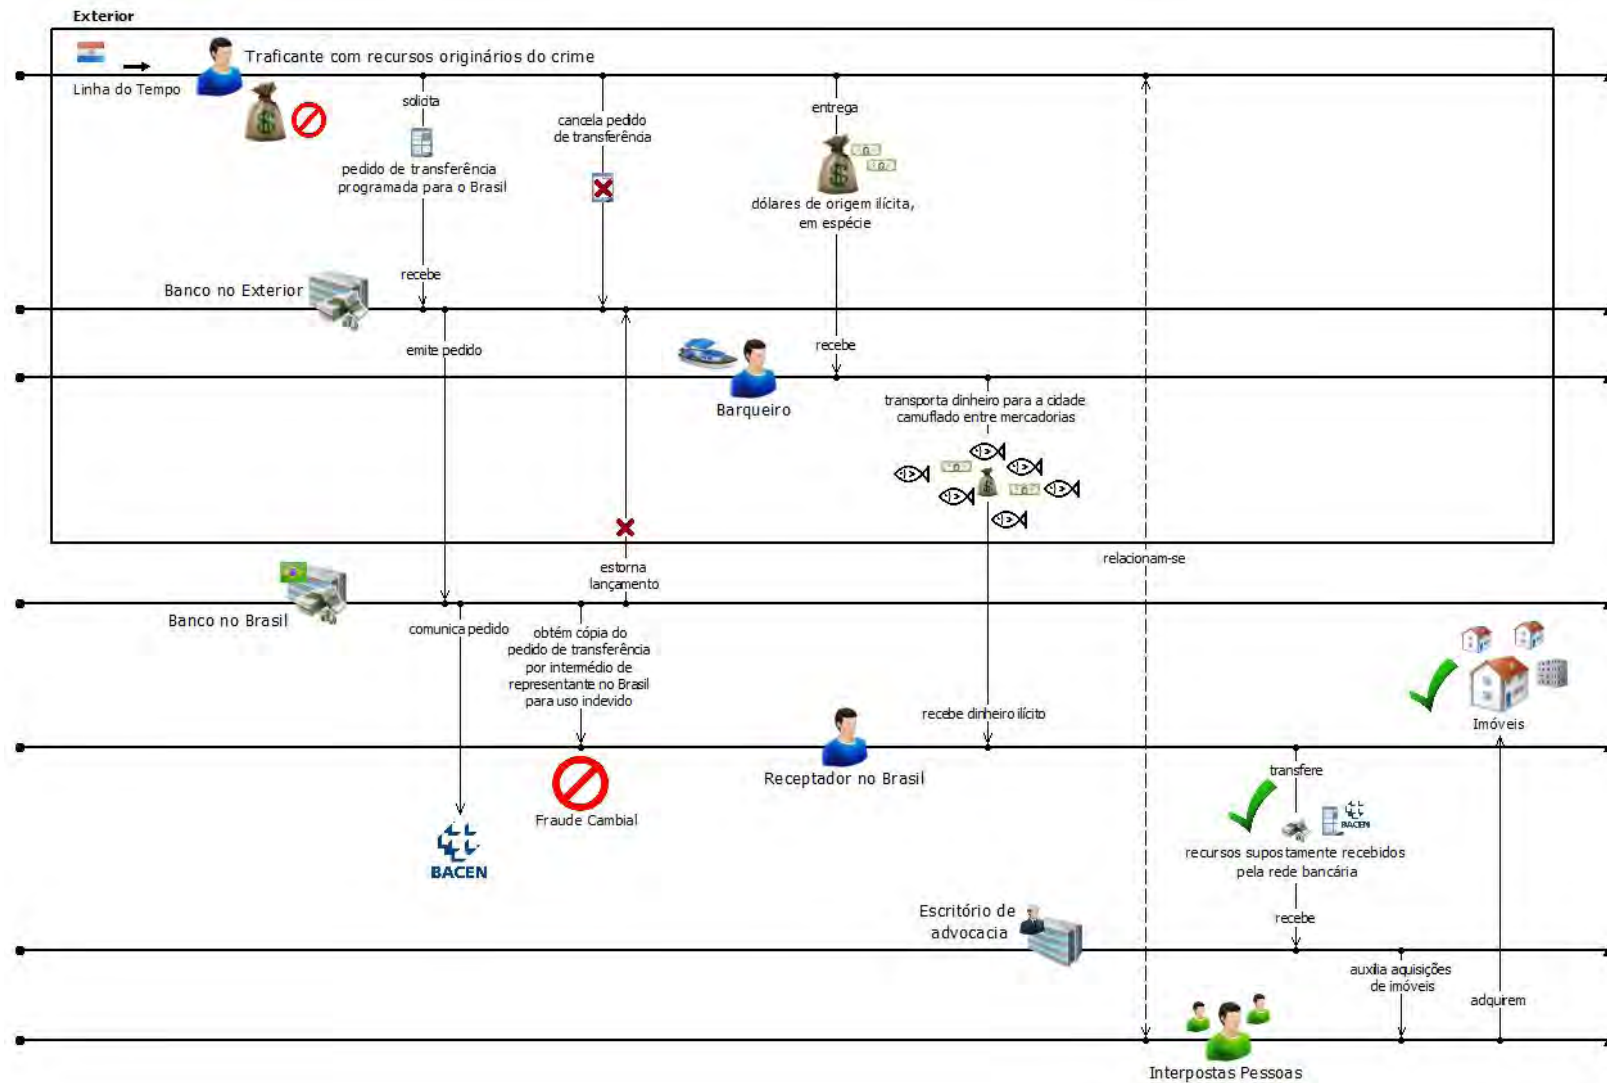 Exterior
Traficante com recursos originários do crime
Linha do Tempo
solicita
pedido de transferência
programada para o Brasil
recebe
cancela pedido
de transferência
entrega
dólares de origem ilícita,
em espécie
Banco no Exterior
emite pedido
recebe
Barqueiro
transporta dinheiro para a cidade
camuflado entre mercadorias
relacionam-se
estorna
lançamento
Banco no Brasil
comunica pedido
obtém cópia do
pedido de transferência
por intermédio de
representante no Brasil
para uso indevido
recebe dinheiro ilícito
Imóveis
Receptador no Brasil
transfere
Fraude Cambial
BACEN
BACEN
recursos supostamente recebidos
pela rede bancária
recebe
Escritório de
advocacia
auxilia aquisições
de imóveis
adquirem
Interpostas Pessoas